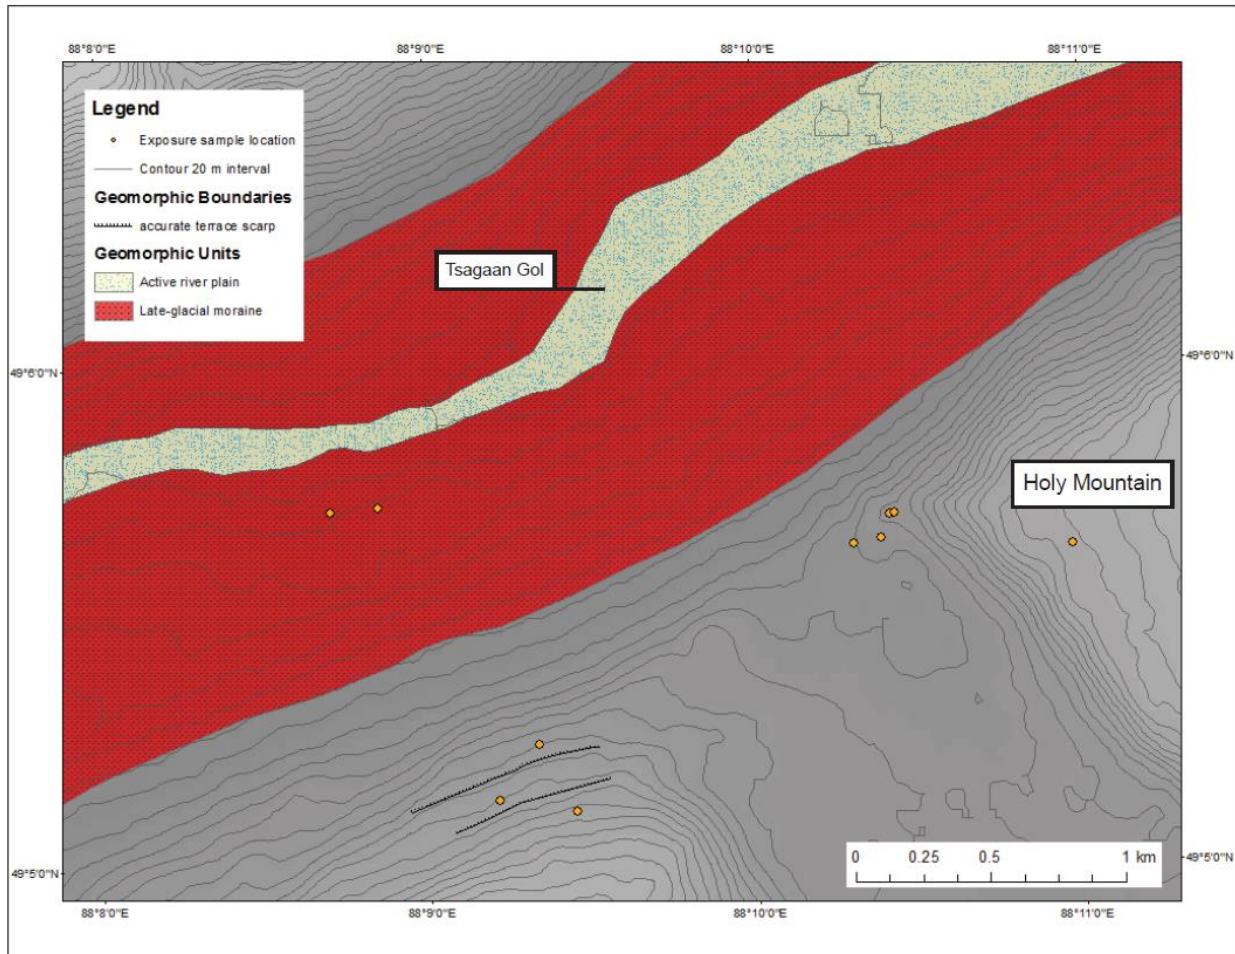 88°8'0"E 88°9'0"E 88°10'0"E 88°11'0"E
Legend
Exposure sample location
Contour 20 m interval
Geomorphic Boundaries
accurate terrace scarp
Geomorphic Units
Active river plain
Late-glacial moraine
Tsagaan Gol
49°6'0"N 49°6'0"N
Holy Mountain
0 0.25 0.5 1 km
49°5'0"N 49°5'0"N
88°8'0"E 88°9'0"E 88°10'0"E 88°11'0"E